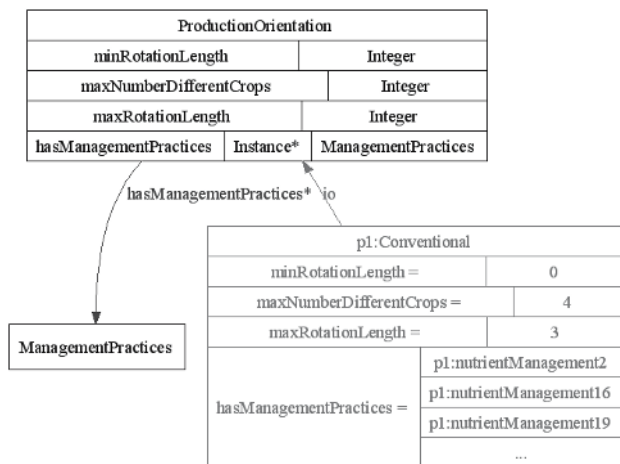 ProductionOrientation
minRotationLength Integer
maxNumberDifferentCrops Integer
maxRotationLength Integer
hasManagementPractices Instance* ManagementPractices
hasManagementPractices* io
p1:Conventional
minRotationLength = 0
maxNumberDifferentCrops = 4
maxRotationLength = 3
ManagementPractices
hasManagementPractices =
p1:nutrientManagement2
p1:nutrientManagement16
p1:nutrientManagement19
...